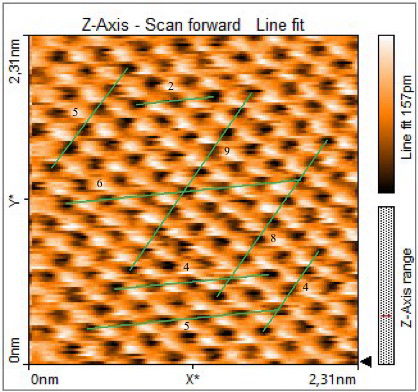 Z-Axis - Scan forward Line fit
2,31nm
Y*
0nm
0nm
X*
2,31nm
Line fit 157pm
Z-Axis range
2
5
9
6
8
4
4
5